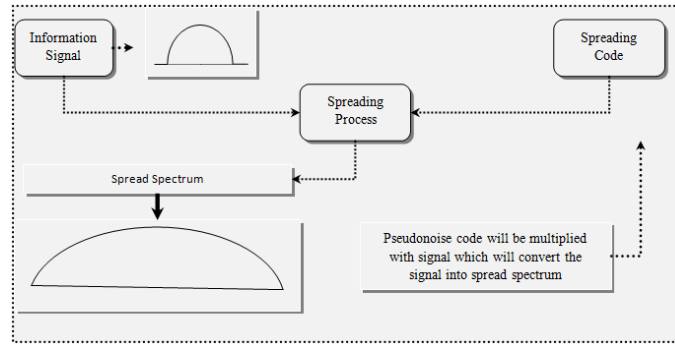 Information
Signal
Spreading
Code
Spreading
Process
Spread Spectrum
Pseudonoise code will be multiplied
with signal which will convert the
signal into spread spectrum